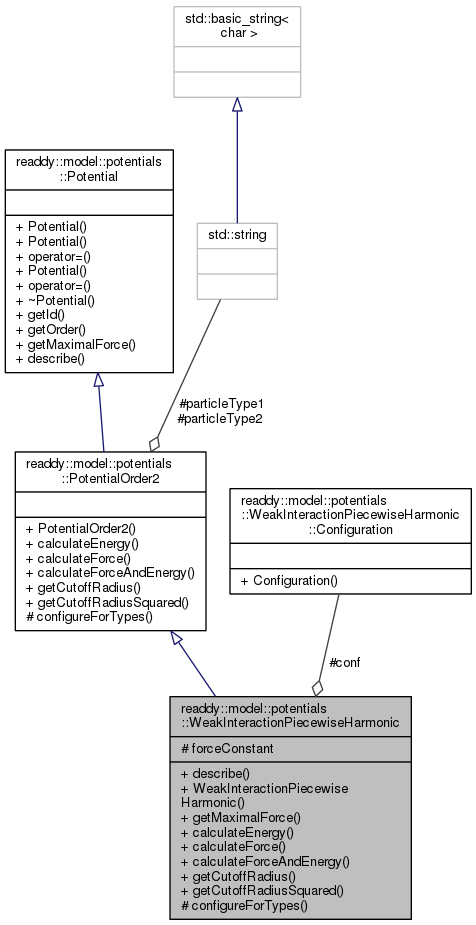 std::basic_string<
char >
readdy::model::potentials
::Potential
+ Potential()
+ Potential()
+ operator=()
+ Potential()
+ operator=()
+ ~Potential()
+ getId()
+ getOrder()
+ getMaximalForce()
+ describe()
std::string
#particleType1
#particleType2
readdy::model::potentials
::PotentialOrder2
+ PotentialOrder2()
+ calculateEnergy()
+ calculateForce()
+ calculateForceAndEnergy()
+ getCutoffRadius()
+ getCutoffRadiusSquared()
# configureForTypes()
readdy::model::potentials
::WeakInteractionPiecewiseHarmonic
::Configuration
+ Configuration()
#conf
readdy::model::potentials
::WeakInteractionPiecewiseHarmonic
# forceConstant
+ describe()
+ WeakInteractionPiecewise
Harmonic()
+ getMaximalForce()
+ calculateEnergy()
+ calculateForce()
+ calculateForceAndEnergy()
+ getCutoffRadius()
+ getCutoffRadiusSquared()
# configureForTypes()